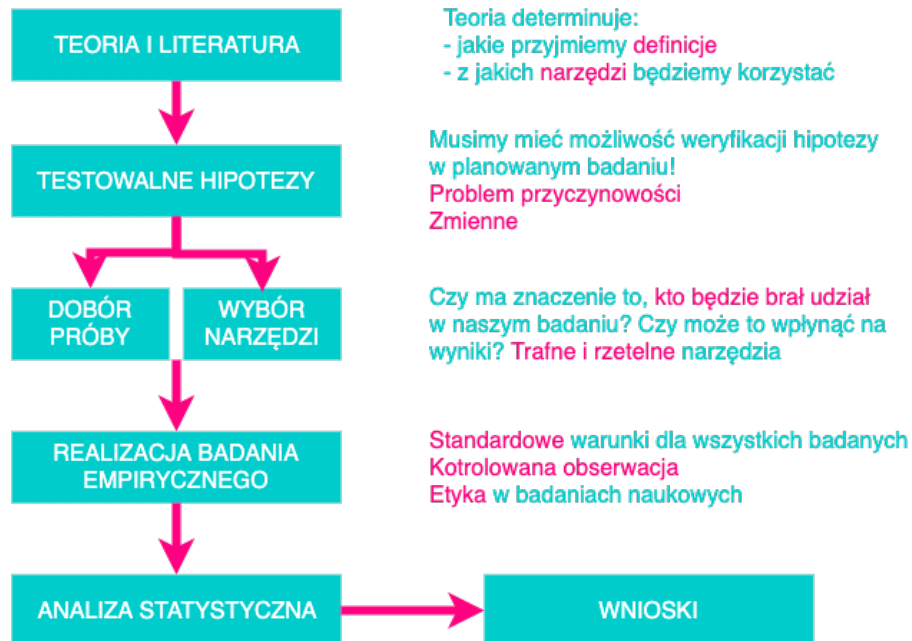 TEORIA I LITERATURA
Teoria determinuje:
- jakie przyjmiemy definicje
- z jakich narzędzi będziemy korzystać
TESTOWALNE HIPOTEZY
Musimy mieć możliwość weryfikacji hipotezy
w planowanym badaniu!
Problem przyczynowości
Zmienne
DOBÓR
PRÓBY
WYBÓR
NARZĘDZI
Czy ma znaczenie to, kto będzie brał udział
w naszym badaniu? Czy może to wpłynąć na
wyniki? Trafne i rzetelne narzędzia
REALIZACJA BADANIA
EMPIRYCZNEGO
Standardowe warunki dla wszystkich badanych
Kotrolowana obserwacja
Etyka w badaniach naukowych
ANALIZA STATYSTYCZNA
WNIOSKI